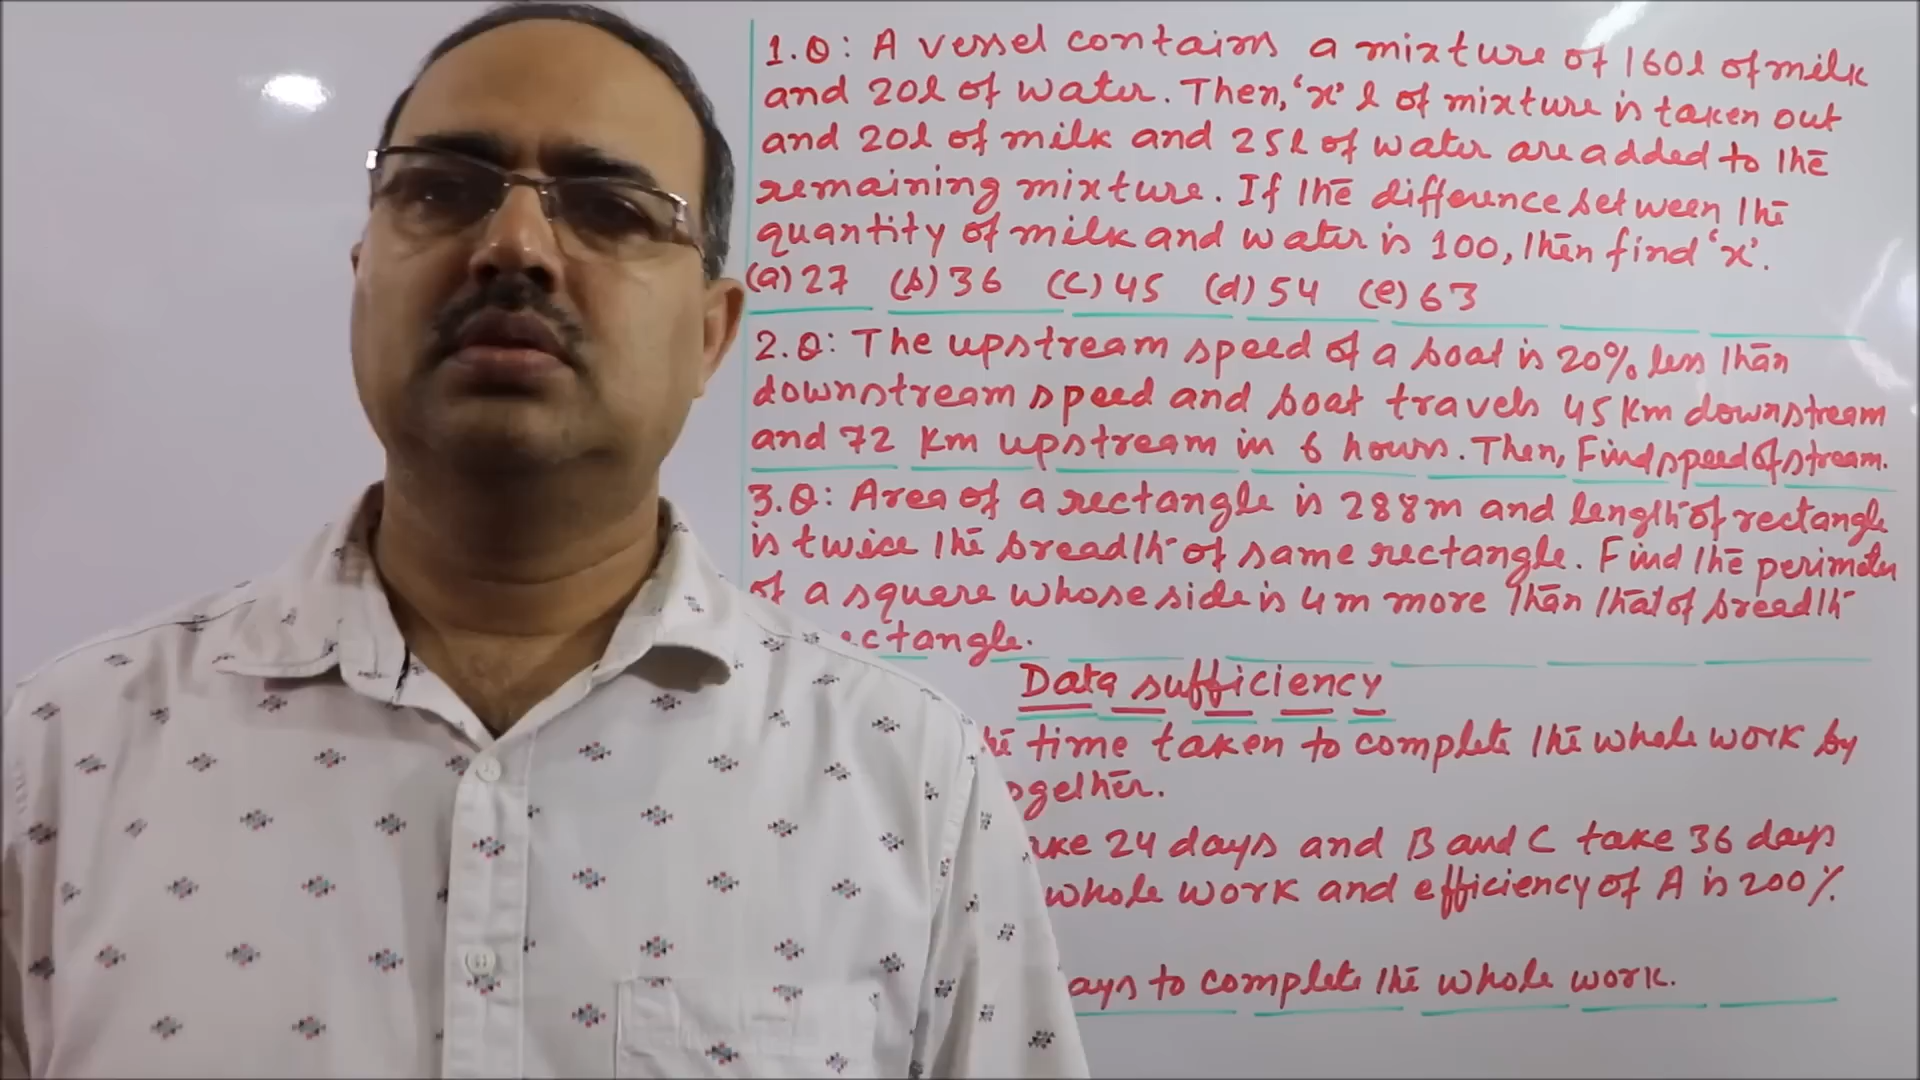 1.Q: A vessel contains a mixture of 160l of milk
and 20l of water. Then, 'x' l of mixture is taken out
and 20l of milk and 25l of water are added to the
remaining mixture. If the difference between the
quantity of milk and water is 100, then find 'x'.
(a) 27 (b) 36 (c) 45 (d) 54 (e) 63
2.Q: The upstream speed of a boat is 20% less than
downstream speed and boat travels 45 km downstream
and 72 km upstream in 6 hours. Then, Find speed of stream.
3.Q: Area of a rectangle is 288m and length of rectangle
is twice the breadth of same rectangle. Find the perimeter
of a square whose side is 4m more than that of breadth
ectangle.
Data sufficiency
he time taken to complete the whole work by
ogether.
ake 24 days and B and C take 36 days
whole work and efficiency of A is 200%
ays to complete the whole work.